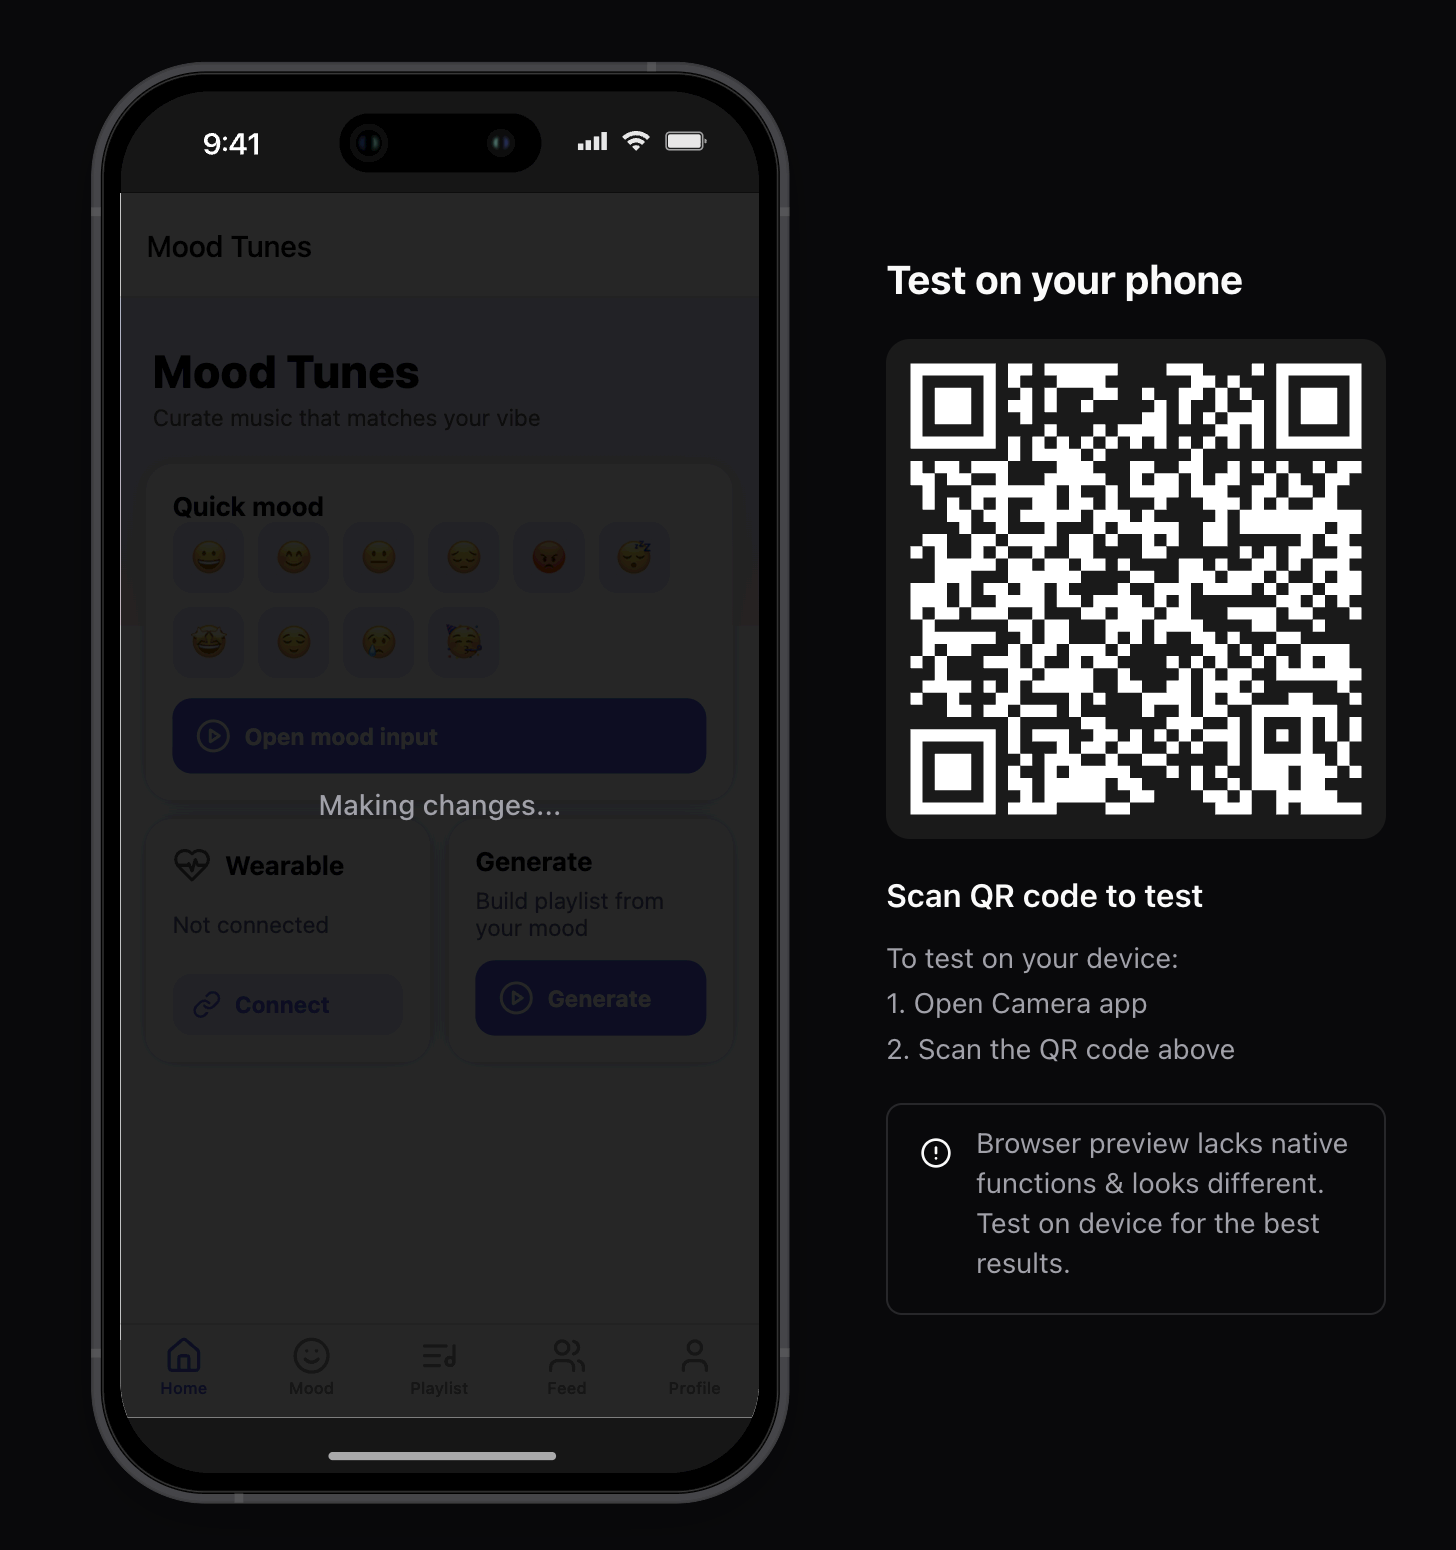 9:41
Mood Tunes
Mood Tunes
Curate music that matches your vibe
Quick mood
Open mood input
Making changes...
Wearable
Not connected
Connect
Generate
Build playlist from
your mood
Generate
Home
Mood
Playlist
Feed
Profile
Test on your phone
Scan QR code to test
To test on your device:
1. Open Camera app
2. Scan the QR code above
Browser preview lacks native
functions & looks different.
Test on device for the best
results.